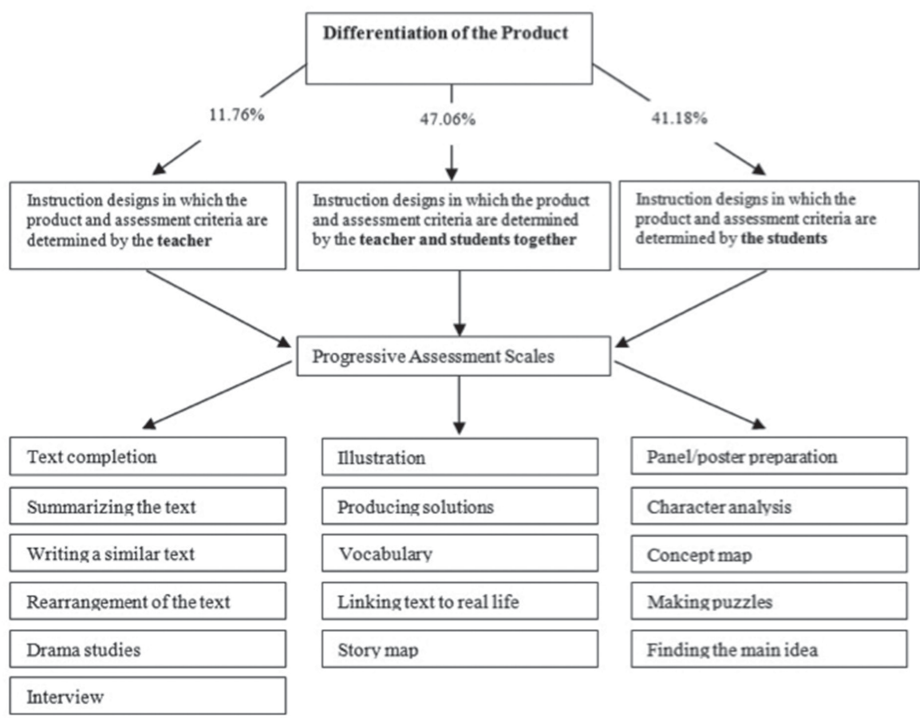 Differentiation of the Product
11.76%
47.06%
41.18%
Instruction designs in which the
product and assessment criteria are
determined by the teacher
Instruction designs in which the product
and assessment criteria are determined
by the teacher and students together
Instruction designs in which the
product and assessment criteria are
determined by the students
Progressive Assessment Scales
Text completion
Summarizing the text
Writing a similar text
Rearrangement of the text
Drama studies
Interview
Illustration
Producing solutions
Vocabulary
Linking text to real life
Story map
Panel/poster preparation
Character analysis
Concept map
Making puzzles
Finding the main idea